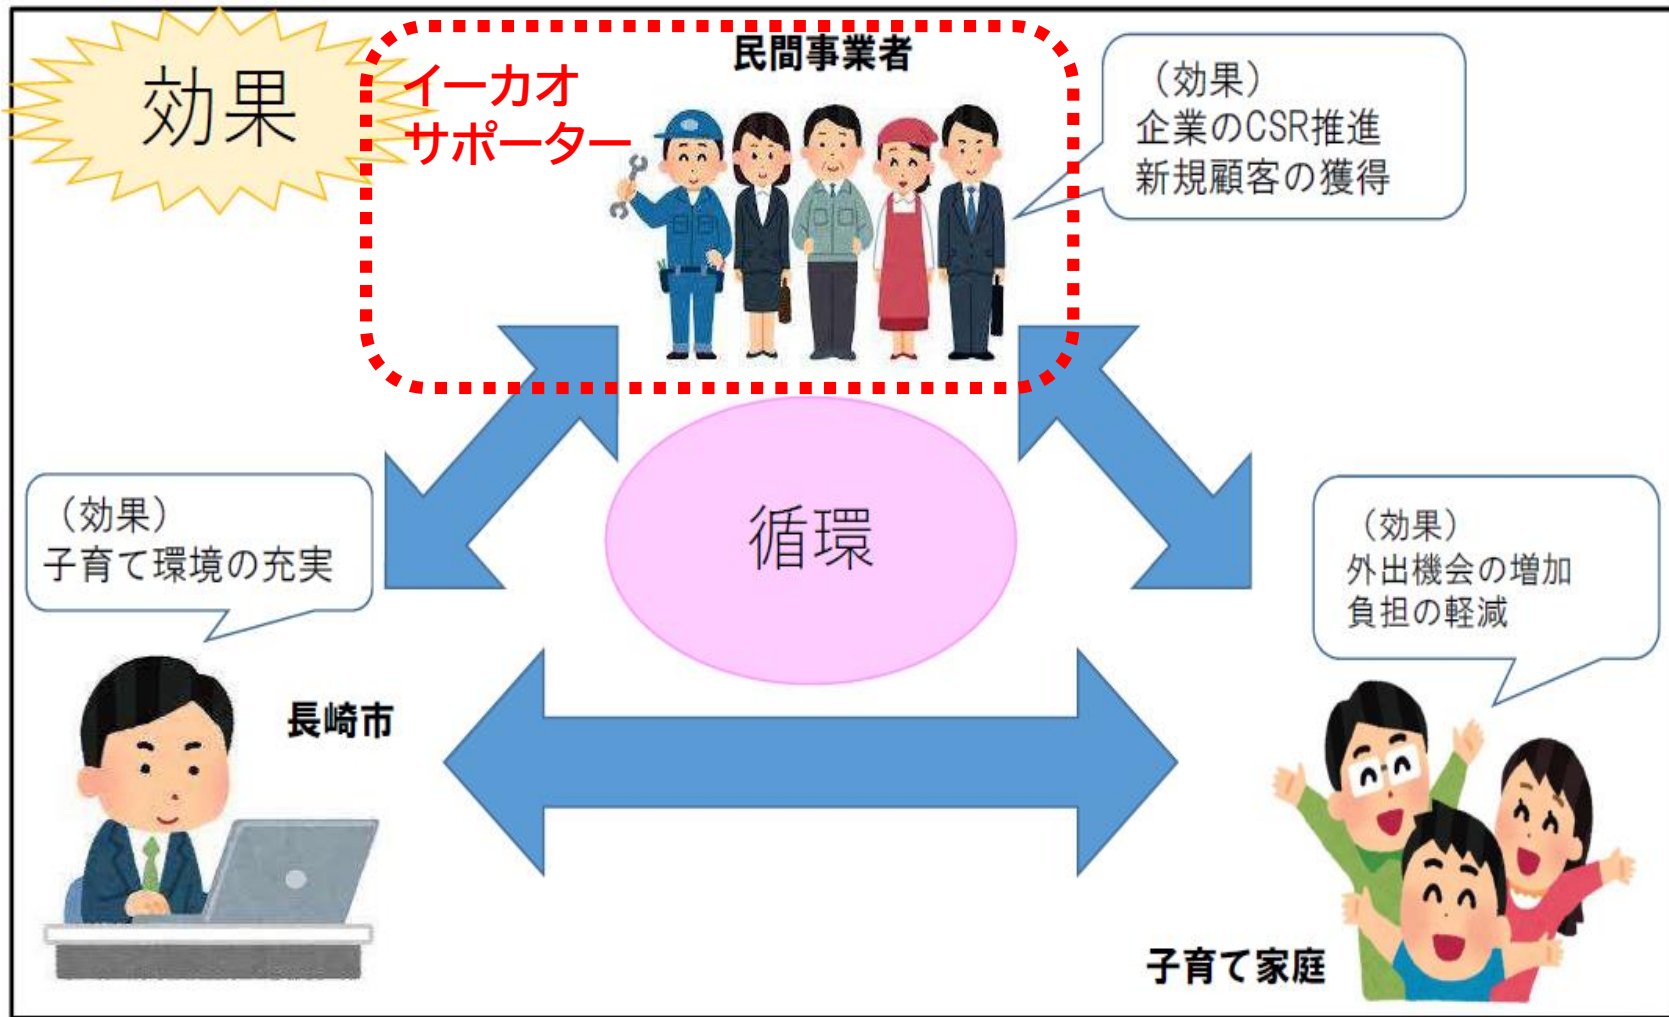 効果
イーカオ
サポーター
民間事業者
（効果）
企業のCSR推進
新規顧客の獲得
循環
（効果）
子育て環境の充実
長崎市
（効果）
外出機会の増加
負担の軽減
子育て家庭